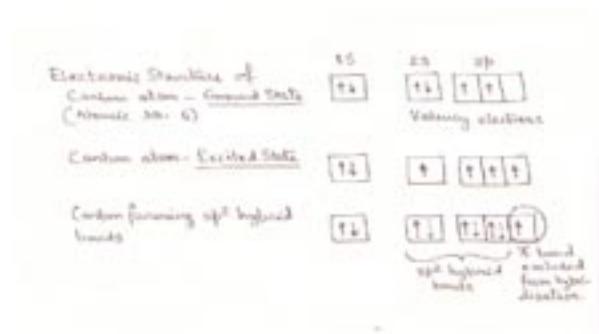 1s 2s 2p
Electronic Structure of
Carbon atom - Ground State
(Atomic no. 6)
↑↓ ↑↓ ↑ ↑
Valency electrons
Carbon atom - Excited State
↑↓ ↑ ↑ ↑ ↑
Carbon forming sp² hybrid
bonds
↑↓ ↑↓ ↑↓ ↑↓ ↑
sp² hybrid
bonds
π bond
excluded
from hybri-
disation